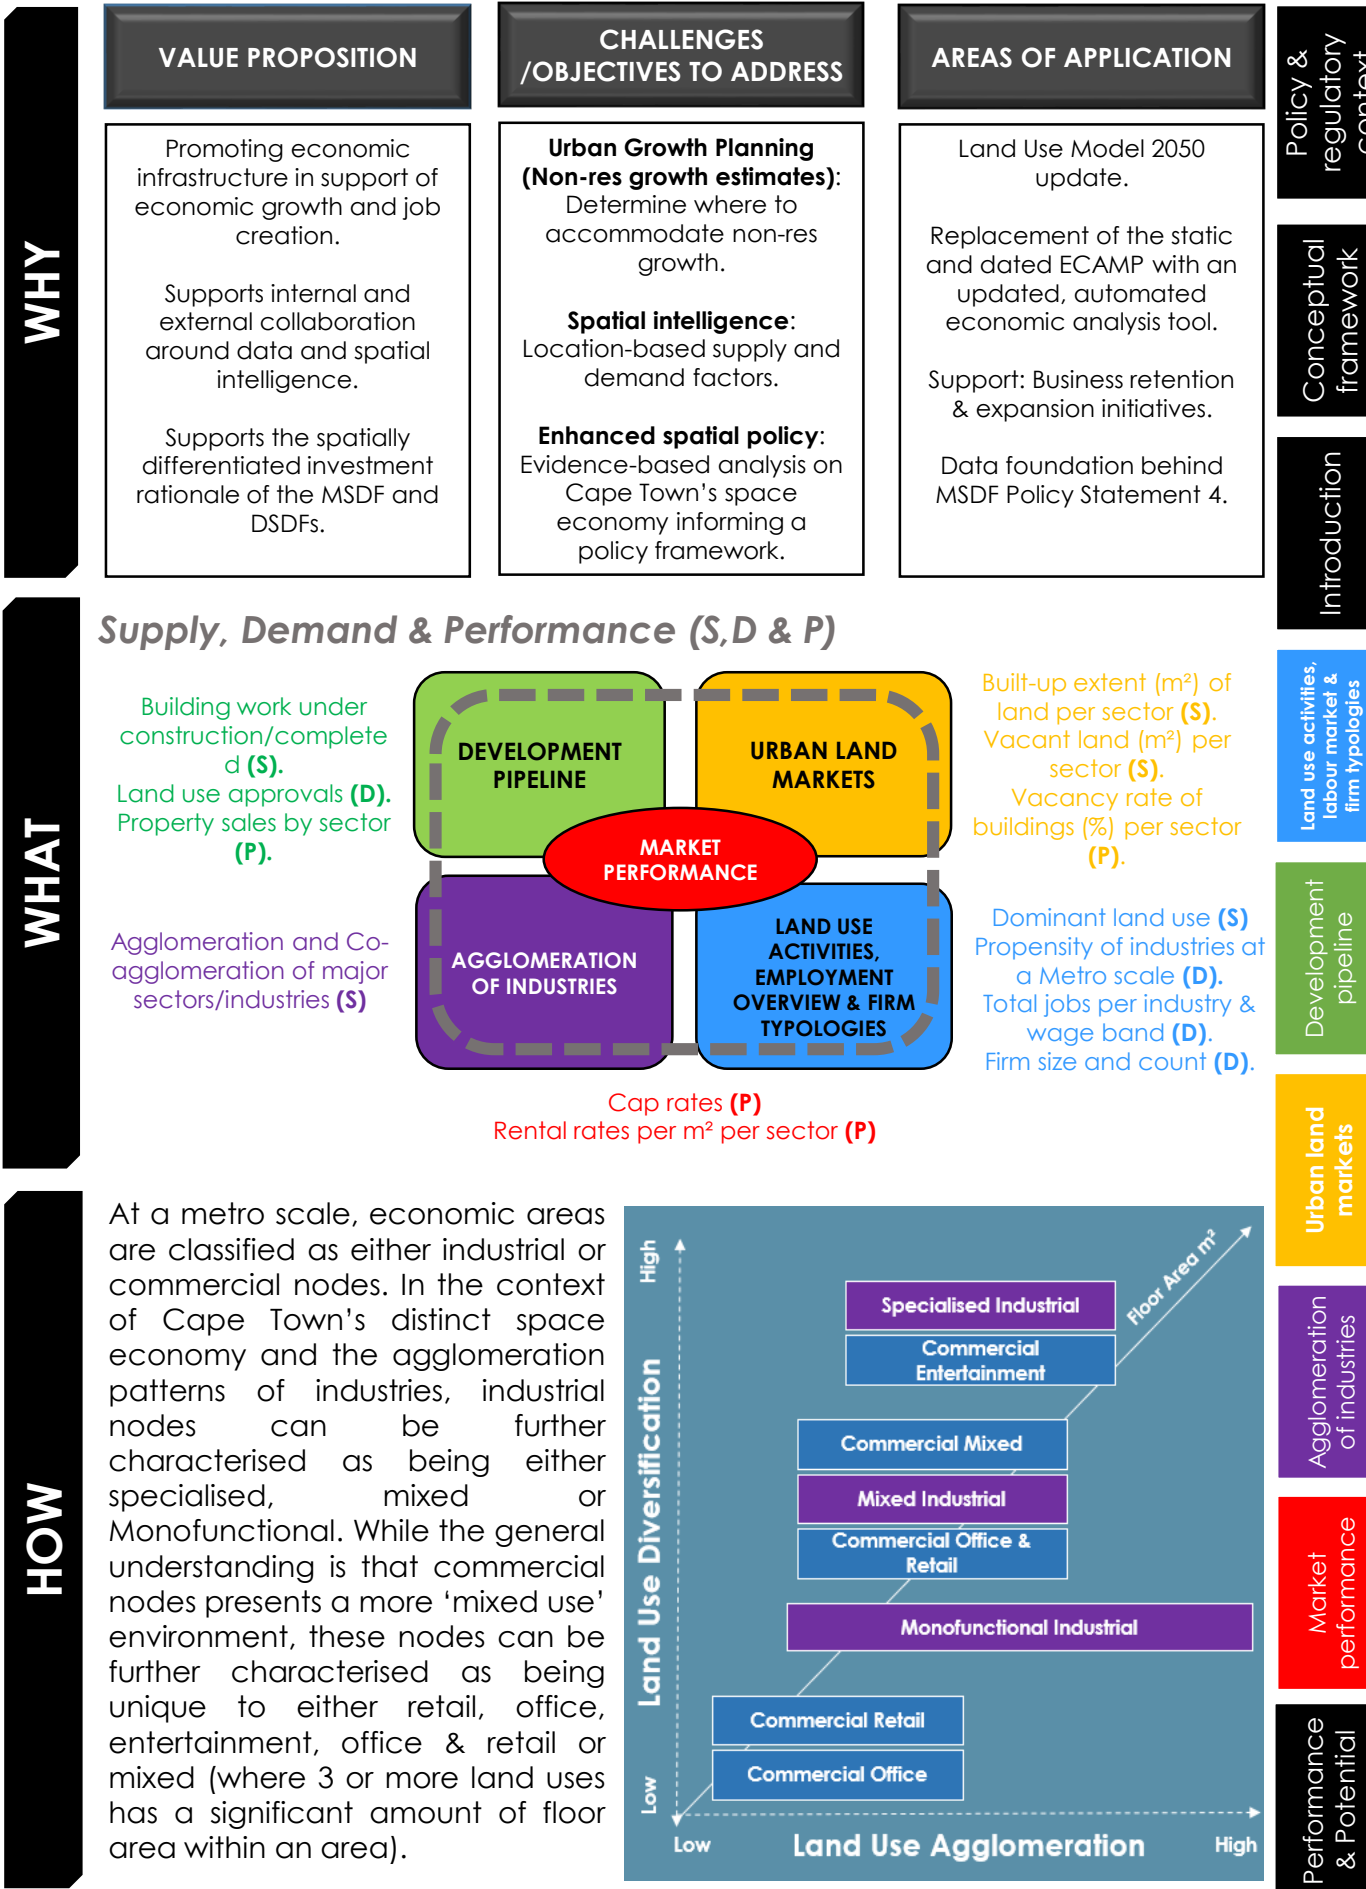 WHY
VALUE PROPOSITION
Promoting economic
infrastructure in support of
economic growth and job
creation.
Supports internal and
external collaboration
around data and spatial
intelligence.
Supports the spatially
differentiated investment
rationale of the MSDF and
DSDFs.
CHALLENGES
/OBJECTIVES TO ADDRESS
Urban Growth Planning
(Non-res growth estimates):
Determine where to
accommodate non-res
growth.
Spatial intelligence:
Location-based supply and
demand factors.
Enhanced spatial policy:
Evidence-based analysis on
Cape Town's space
economy informing a
policy framework.
AREAS OF APPLICATION
Land Use Model 2050
update.
Replacement of the static
and dated ECAMP with an
updated, automated
economic analysis tool.
Support: Business retention
& expansion initiatives.
Data foundation behind
MSDF Policy Statement 4.
WHAT
Supply, Demand & Performance (S,D & P)
Building work under
construction/complete
d (S).
Land use approvals (D).
Property sales by sector
(P).
Agglomeration and Co-
agglomeration of major
sectors/industries (S)
DEVELOPMENT
PIPELINE
URBAN LAND
MARKETS
MARKET
PERFORMANCE
AGGLOMERATION
OF INDUSTRIES
LAND USE
ACTIVITIES,
EMPLOYMENT
OVERVIEW & FIRM
TYPOLOGIES
Built-up extent (m²) of
land per sector (S).
Vacant land (m²) per
sector (S).
Vacancy rate of
buildings (%) per sector
(P).
Dominant land use (S)
Propensity of industries at
a Metro scale (D).
Total jobs per industry &
wage band (D).
Firm size and count (D).
Cap rates (P)
Rental rates per m² per sector (P)
HOW
At a metro scale, economic areas
are classified as either industrial or
commercial nodes. In the context
of Cape Town's distinct space
economy and the agglomeration
patterns of industries, industrial
nodes can be further
characterised as being either
specialised, mixed or
Monofunctional. While the general
understanding is that commercial
nodes presents a more ‘mixed use’
environment, these nodes can be
further characterised as being
unique to either retail, office,
entertainment, office & retail or
mixed (where 3 or more land uses
has a significant amount of floor
area within an area).
High
Land Use Diversification
Low
Floor Area m²
Specialised Industrial
Commercial
Entertainment
Commercial Mixed
Mixed Industrial
Commercial Office &
Retail
Monofunctional Industrial
Commercial Retail
Commercial Office
Low
Land Use Agglomeration
High
Policy &
regulatory
context
Conceptual
framework
Introduction
Land use activities,
labour market &
firm typologies
Development
pipeline
Urban land
markets
Agglomeration
of industries
Market
performance
Performance
& Potential